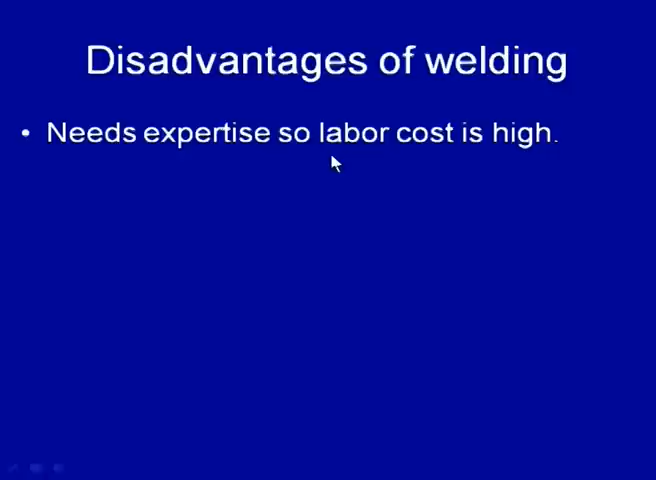 Disadvantages of welding
• Needs expertise so labor cost is high.